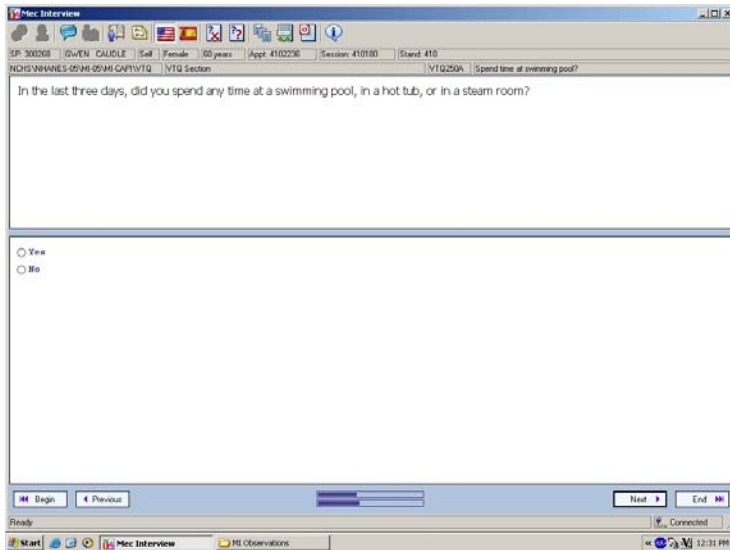 Mec Interview
SP: 300268 GWEN CAUDLE Self Female 60 years Appt: 4102236 Session: 410180 Stand: 410
NCHS\NHANES-05\MI-05\MI-CAPI\VTQ VTQ Section VTQ250A Spend time at swimming pool?
In the last three days, did you spend any time at a swimming pool, in a hot tub, or in a steam room?
Yes
No
Begin Previous Next End
Ready Connected
Start Mec Interview MI Observations 12:31 PM